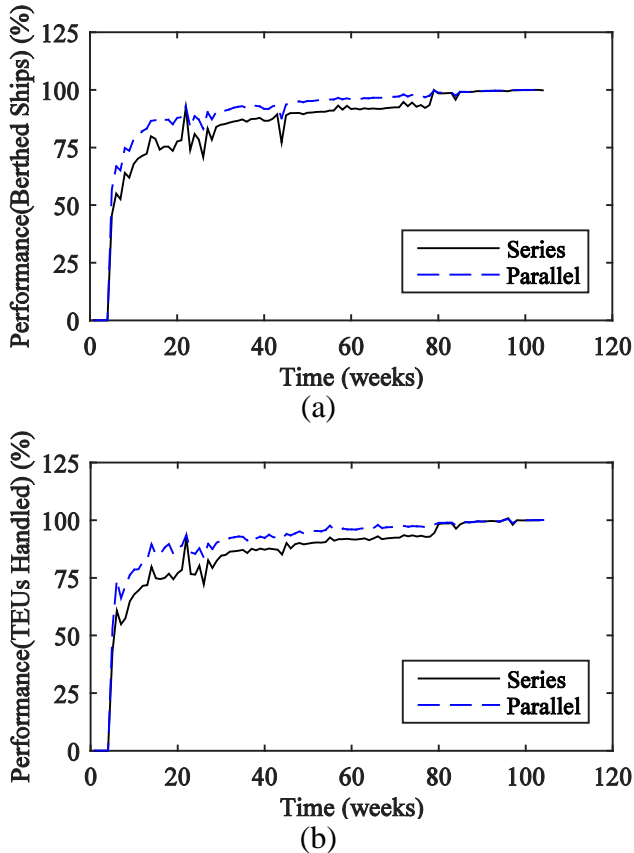 Performance(Berthed Ships) (%)
125
100
75
50
25
0
Series
Parallel
0 20 40 60 80 100 120
Time (weeks)
(a)
Performance(TEUs Handled) (%)
125
100
75
50
25
0
Series
Parallel
0 20 40 60 80 100 120
Time (weeks)
(b)